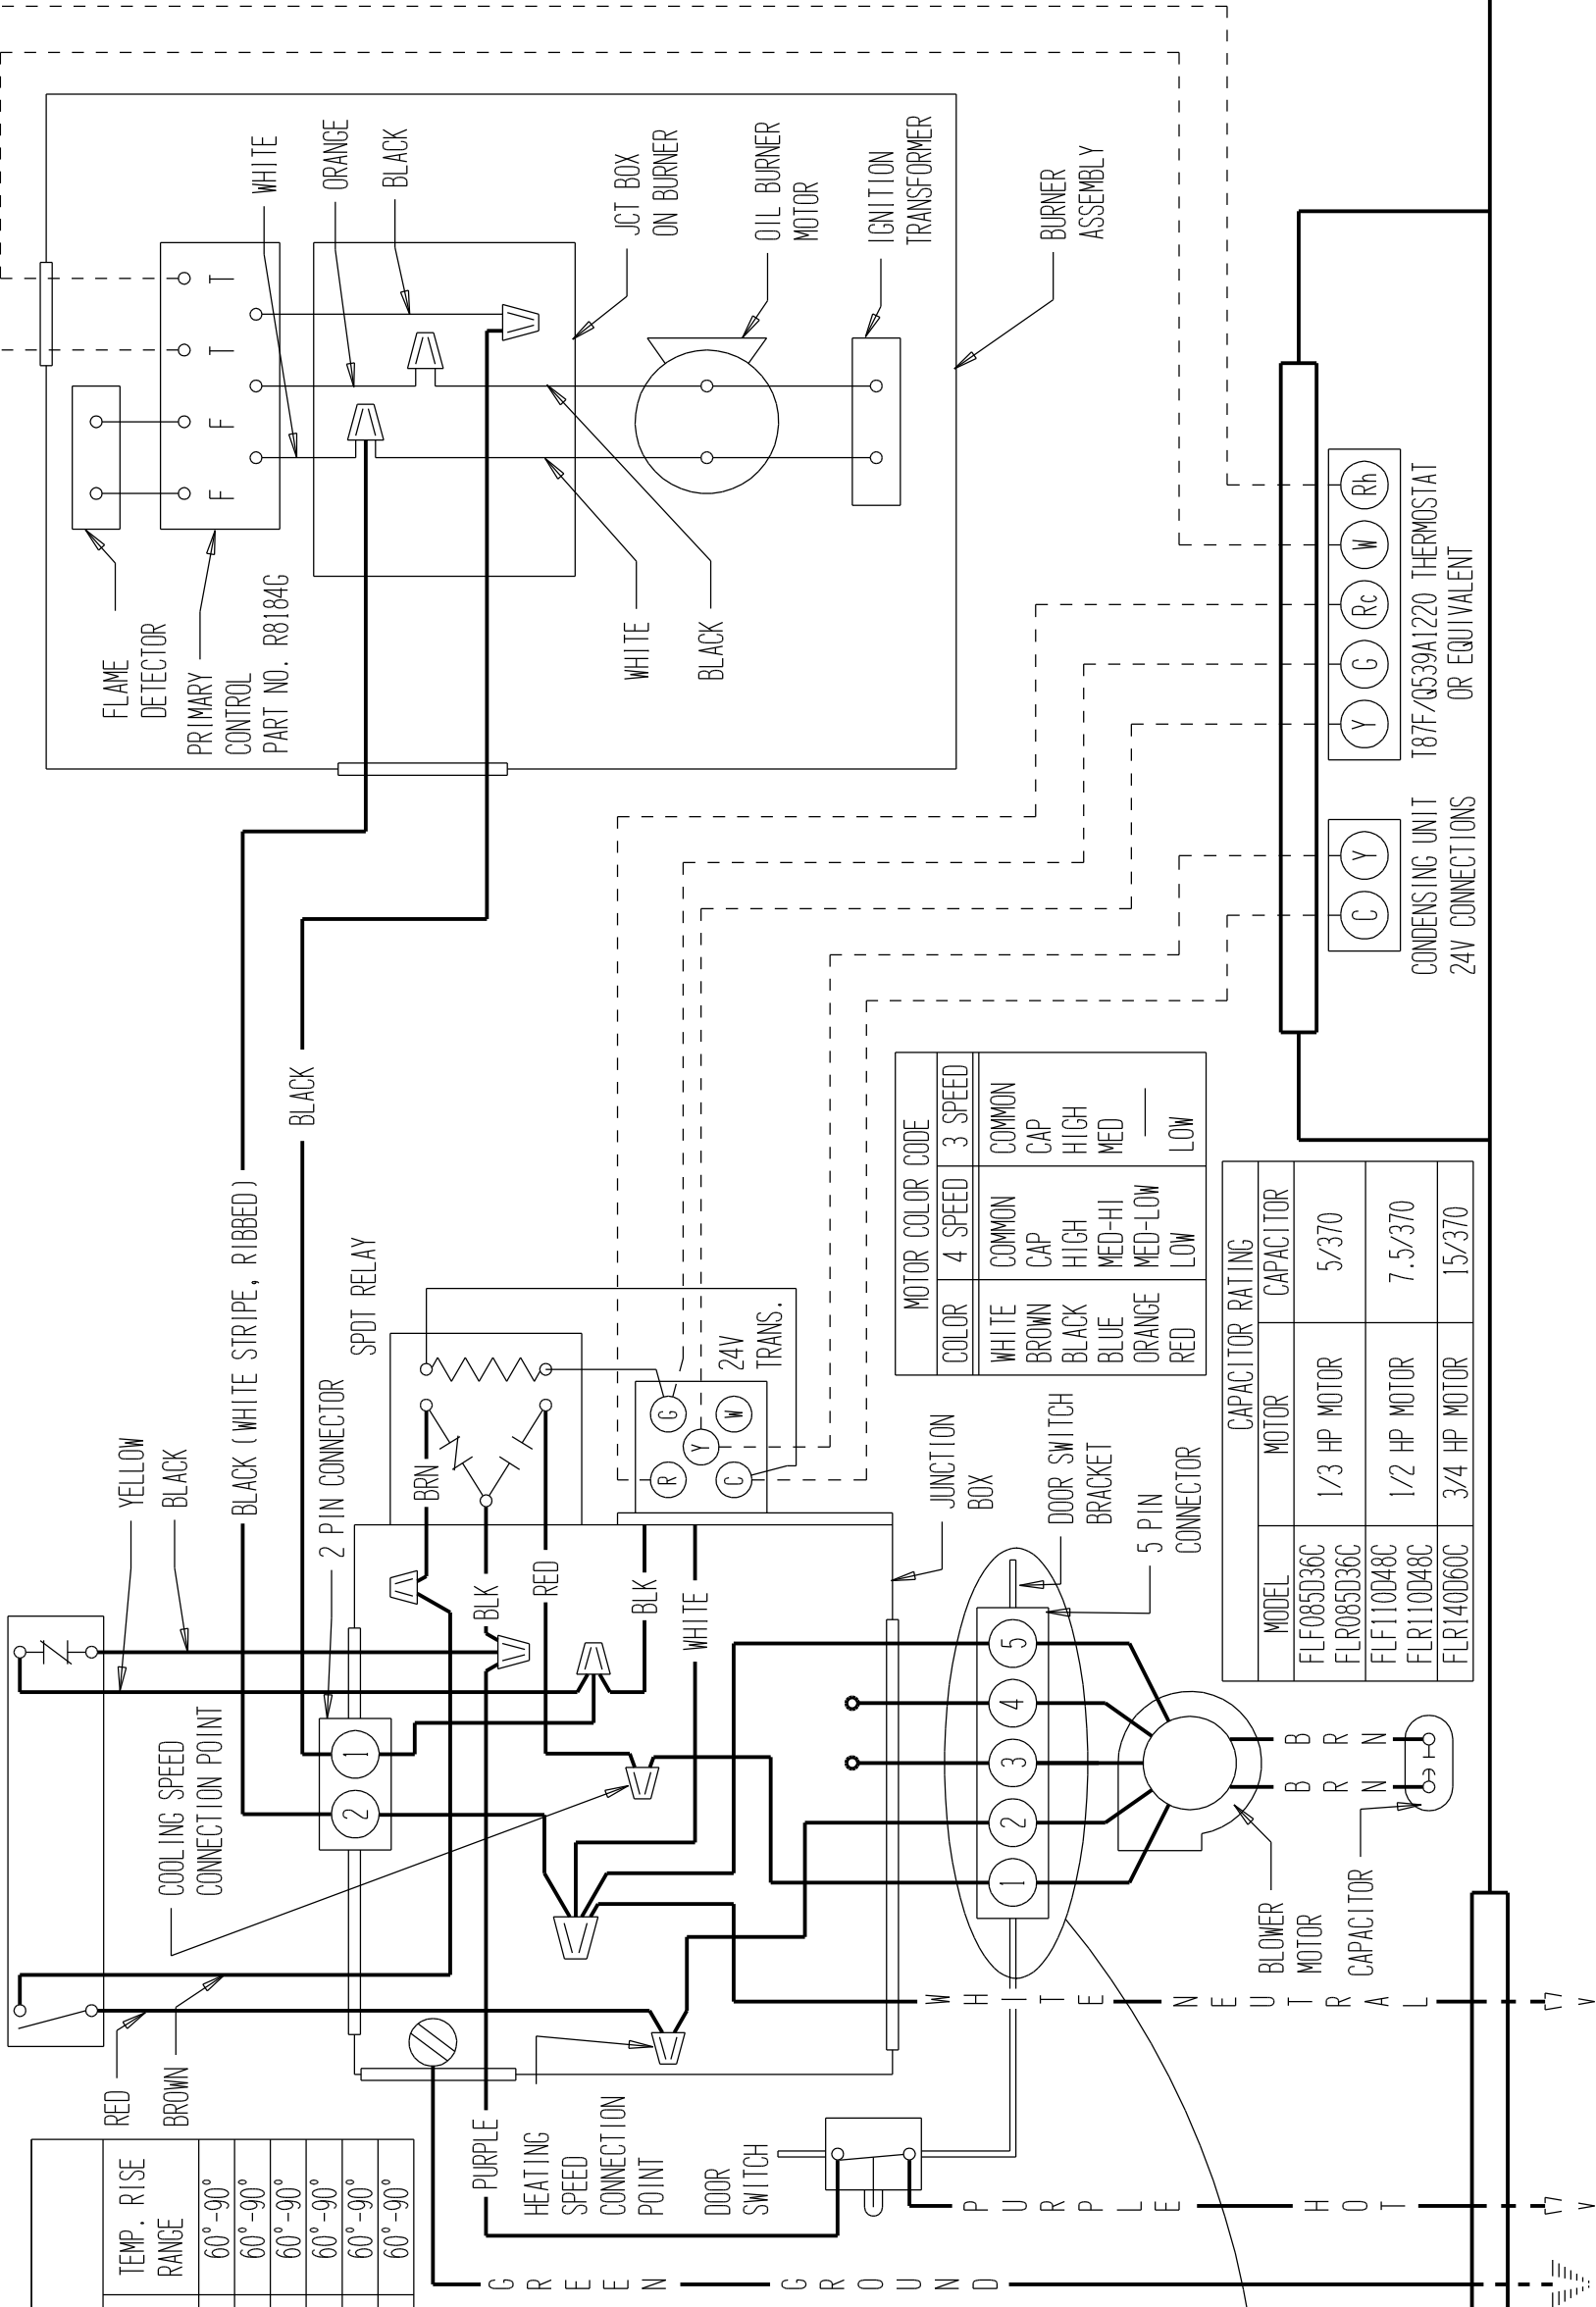 WHITE
ORANGE
BLACK
JCT BOX
ON BURNER
OIL BURNER
MOTOR
IGNITION
TRANSFORMER
BURNER
ASSEMBLY
T
T
F
F
FLAME
DETECTOR
PRIMARY
CONTROL
PART NO. R8184G
WHITE
BLACK
Rh
W
Rc
G
Y
T87F/Q539A1220 THERMOSTAT
OR EQUIVALENT
Y
C
CONDENSING UNIT
24V CONNECTIONS
BLACK
BLACK (WHITE STRIPE, RIBBED)
SPDT RELAY
2 PIN CONNECTOR
YELLOW
BLACK
24V
TRANS.
G
W
Y
R
C
BRN
BLK
RED
BLK
WHITE
JUNCTION
BOX
DOOR SWITCH
BRACKET
5 PIN
CONNECTOR
MOTOR COLOR CODE
COLOR 4 SPEED 3 SPEED
WHITE COMMON COMMON
BROWN CAP CAP
BLACK HIGH HIGH
BLUE MED-HI MED
ORANGE MED-LOW —
RED LOW LOW
CAPACITOR RATING
MODEL MOTOR CAPACITOR
FLF085D36C
FLR085D36C 1/3 HP MOTOR 5/370
FLF110D48C
FLR110D48C 1/2 HP MOTOR 7.5/370
FLR140D60C 3/4 HP MOTOR 15/370
1
2
COOLING SPEED
CONNECTION POINT
5
4
3
2
1
BRN
BRN
BLOWER
MOTOR
CAPACITOR
RED
BROWN
PURPLE
HEATING
SPEED
CONNECTION
POINT
DOOR
SWITCH
WHITE NEUTRAL
PURPLE HOT
GREEN GROUND
TEMP. RISE
RANGE
60°-90°
60°-90°
60°-90°
60°-90°
60°-90°
60°-90°